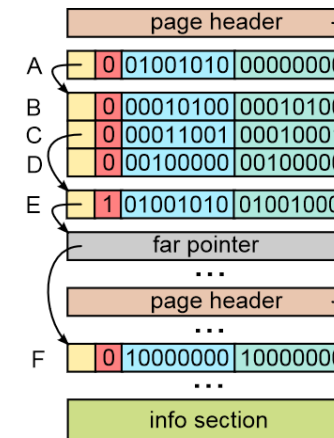 page header
A 0 01001010 0000000
B 0 00010100 0001010
C 0 00011001 0001000
D 0 00100000 0010000
E 1 01001010 0100100
far pointer
...
page header
...
F 0 10000000 1000000
...
info section